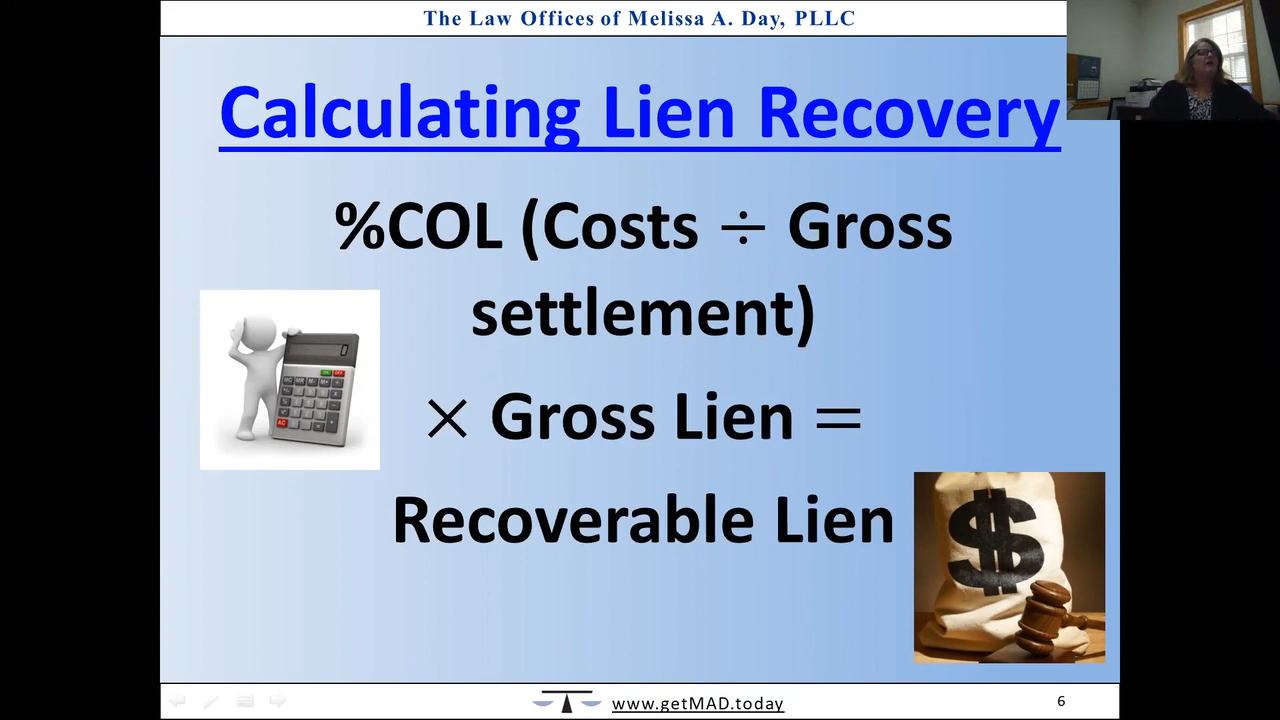 The Law Offices of Melissa A. Day, PLLC
Calculating Lien Recovery
%COL (Costs ÷ Gross
settlement)
× Gross Lien =
Recoverable Lien
$
www.getMAD.today
6